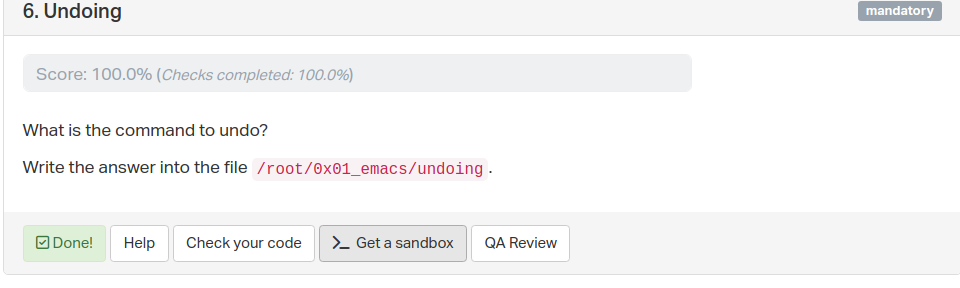 6. Undoing
mandatory
Score: 100.0% (Checks completed: 100.0%)
What is the command to undo?
Write the answer into the file /root/0x01_emacs/undoing .
Done! Help Check your code Get a sandbox QA Review